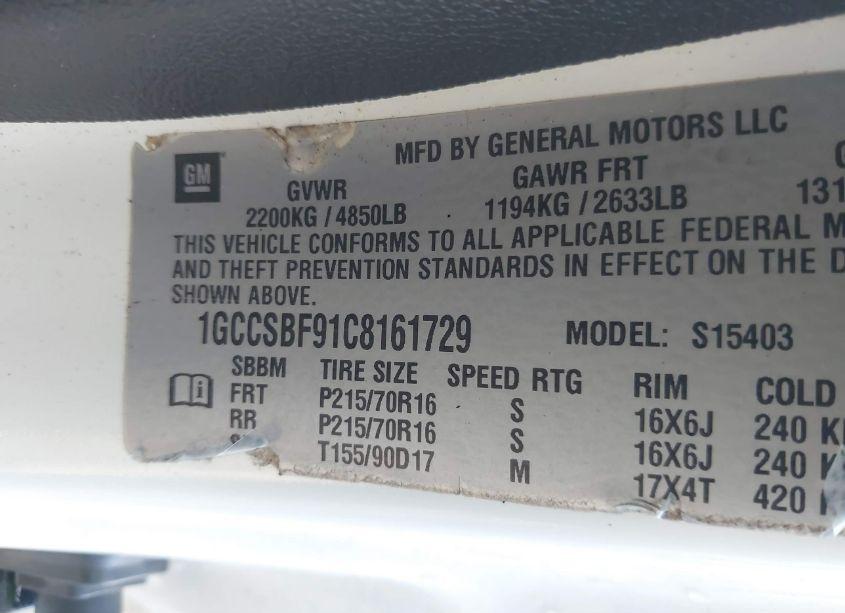 GM
MFD BY GENERAL MOTORS LLC
GVWR GAWR FRT
2200KG / 4850LB 1194KG / 2633LB 131
THIS VEHICLE CONFORMS TO ALL APPLICABLE FEDERAL M
AND THEFT PREVENTION STANDARDS IN EFFECT ON THE D
SHOWN ABOVE.
1GCCSBF91C8161729 MODEL: S15403
SBBM TIRE SIZE SPEED RTG RIM COLD
FRT P215/70R16 S 16X6J 240 K
RR P215/70R16 S 16X6J 240 K
T155/90D17 M 17X4T 420